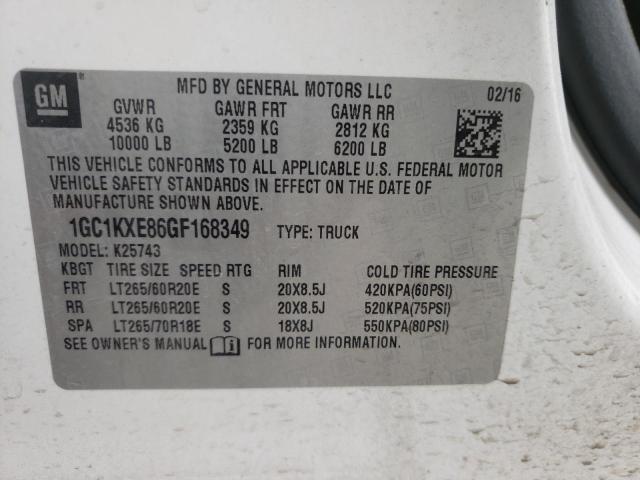 GM
MFD BY GENERAL MOTORS LLC 02/16
GVWR GAWR FRT GAWR RR
4536 KG 2359 KG 2812 KG
10000 LB 5200 LB 6200 LB
THIS VEHICLE CONFORMS TO ALL APPLICABLE U.S. FEDERAL MOTOR
VEHICLE SAFETY STANDARDS IN EFFECT ON THE DATE OF
MANUFACTURE SHOWN ABOVE.
1GC1KXE86GF168349 TYPE: TRUCK
MODEL: K25743
KBGT TIRE SIZE SPEED RTG RIM COLD TIRE PRESSURE
FRT LT265/60R20E S 20X8.5J 420KPA(60PSI)
RR LT265/60R20E S 20X8.5J 520KPA(75PSI)
SPA LT265/70R18E S 18X8J 550KPA(80PSI)
SEE OWNER'S MANUAL FOR MORE INFORMATION.